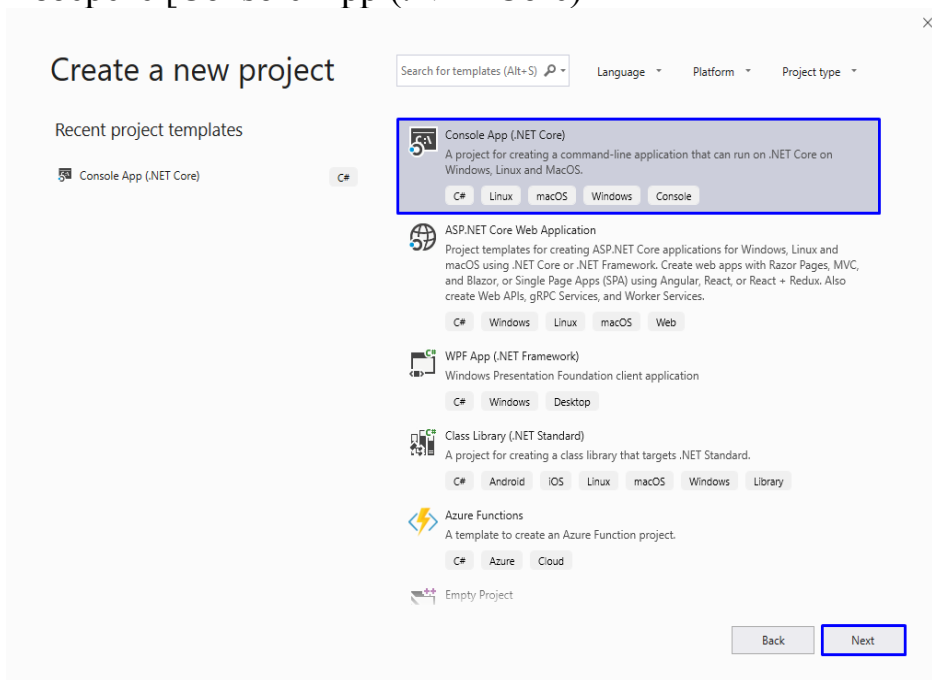 [Console App (.NET Core)
Create a new project
Search for templates (Alt+S)
Language
Platform
Project type
Recent project templates
Console App (.NET Core)
C#
Console App (.NET Core)
A project for creating a command-line application that can run on .NET Core on
Windows, Linux and MacOS.
C# Linux macOS Windows Console
ASP.NET Core Web Application
Project templates for creating ASP.NET Core applications for Windows, Linux and
macOS using .NET Core or .NET Framework. Create web apps with Razor Pages, MVC,
and Blazor, or Single Page Apps (SPA) using Angular, React, or React + Redux. Also
create Web APIs, gRPC Services, and Worker Services.
C# Windows Linux macOS Web
WPF App (.NET Framework)
Windows Presentation Foundation client application
C# Windows Desktop
Class Library (.NET Standard)
A project for creating a class library that targets .NET Standard.
C# Android iOS Linux macOS Windows Library
Azure Functions
A template to create an Azure Function project.
C# Azure Cloud
Empty Project
Back
Next